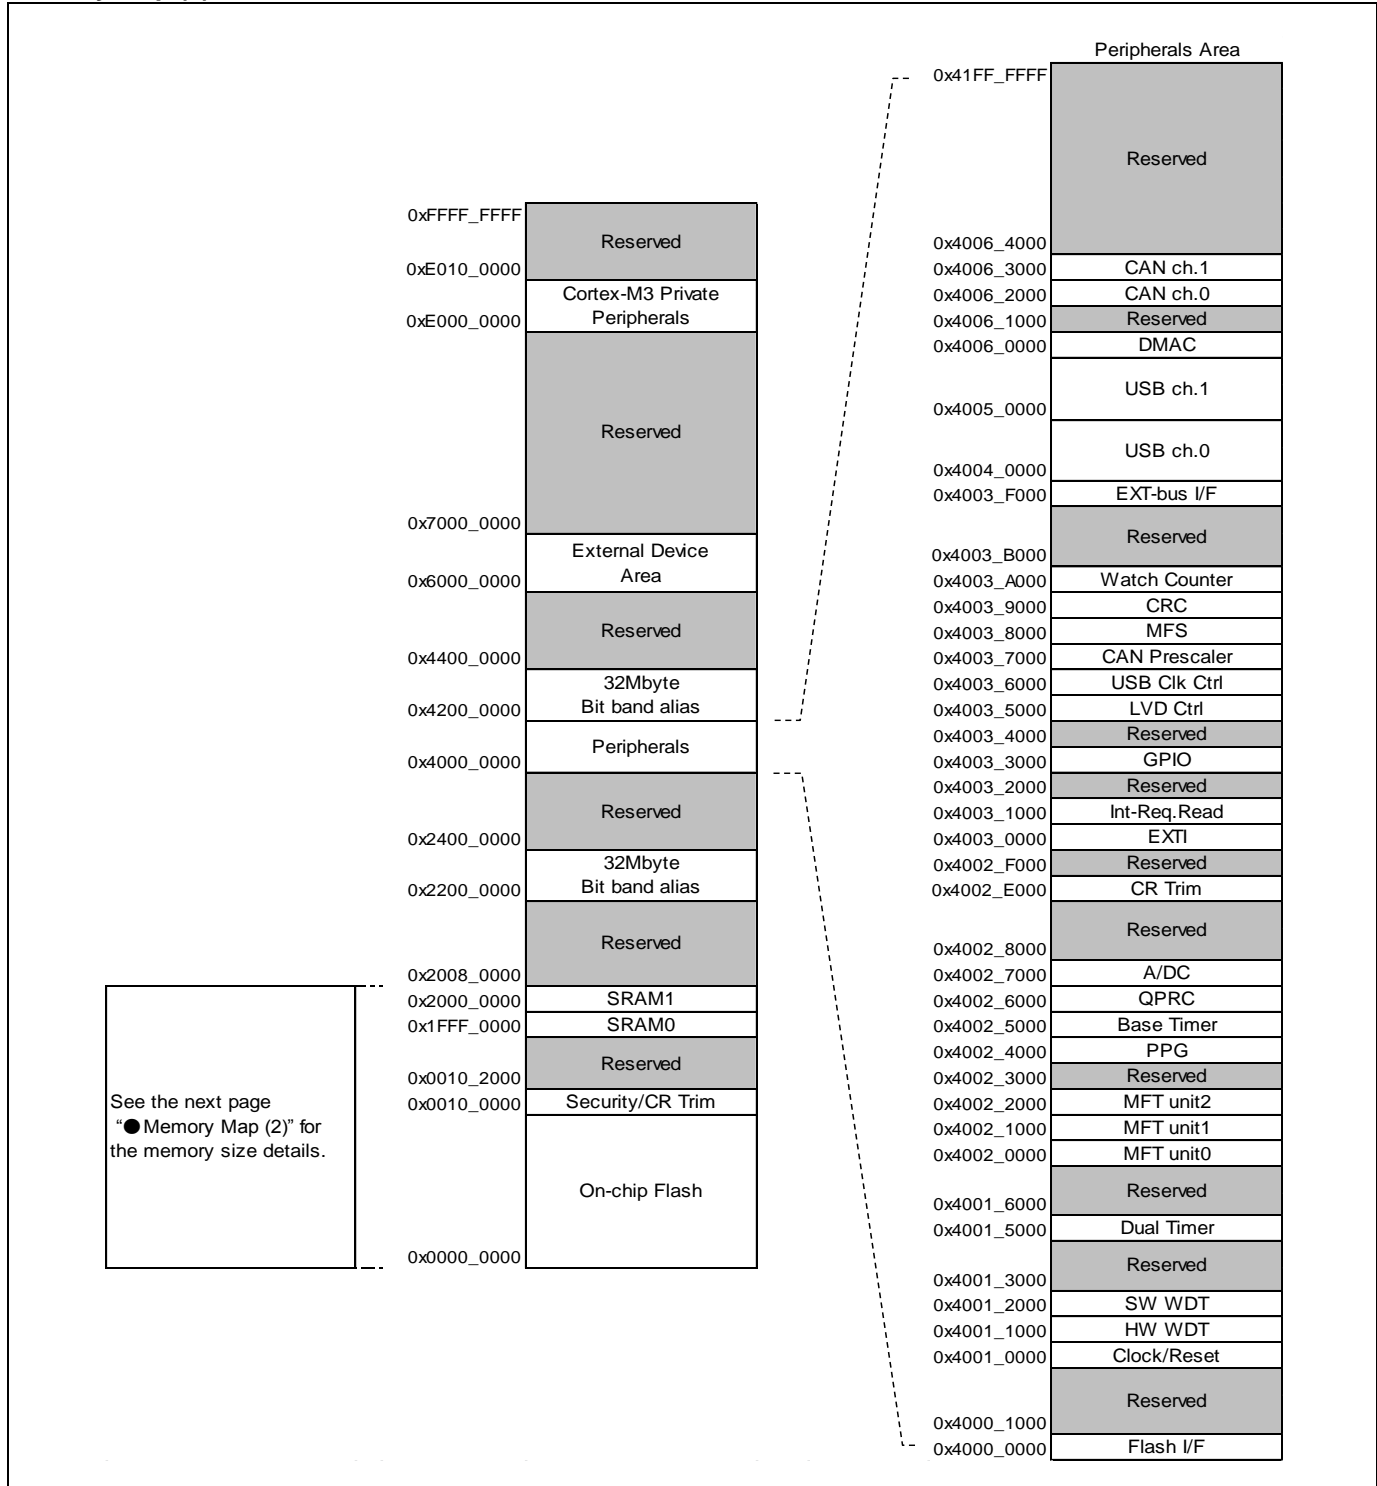 Peripherals Area
0x41FF_FFFF
Reserved
0x4006_4000
0x4006_3000 CAN ch.1
0x4006_2000 CAN ch.0
0x4006_1000 Reserved
0x4006_0000 DMAC
USB ch.1
0x4005_0000
USB ch.0
0x4004_0000
0x4003_F000 EXT-bus I/F
Reserved
0x4003_B000
0x4003_A000 Watch Counter
0x4003_9000 CRC
0x4003_8000 MFS
0x4003_7000 CAN Prescaler
0x4003_6000 USB Clk Ctrl
0x4003_5000 LVD Ctrl
0x4003_4000 Reserved
0x4003_3000 GPIO
0x4003_2000 Reserved
0x4003_1000 Int-Req.Read
0x4003_0000 EXTI
0x4002_F000 Reserved
0x4002_E000 CR Trim
Reserved
0x4002_8000
0x4002_7000 A/DC
0x4002_6000 QPRC
0x4002_5000 Base Timer
0x4002_4000 PPG
0x4002_3000 Reserved
0x4002_2000 MFT unit2
0x4002_1000 MFT unit1
0x4002_0000 MFT unit0
Reserved
0x4001_6000
0x4001_5000 Dual Timer
Reserved
0x4001_3000
0x4001_2000 SW WDT
0x4001_1000 HW WDT
0x4001_0000 Clock/Reset
Reserved
0x4000_1000
0x4000_0000 Flash I/F
0xFFFF_FFFF
Reserved
0xE010_0000
Cortex-M3 Private
0xE000_0000 Peripherals
Reserved
0x7000_0000
External Device
0x6000_0000 Area
Reserved
0x4400_0000
32Mbyte
0x4200_0000 Bit band alias
Peripherals
0x4000_0000
Reserved
0x2400_0000
32Mbyte
0x2200_0000 Bit band alias
Reserved
0x2008_0000
0x2000_0000 SRAM1
0x1FFF_0000 SRAM0
Reserved
0x0010_2000
0x0010_0000 Security/CR Trim
On-chip Flash
0x0000_0000
See the next page
“●Memory Map (2)” for
the memory size details.